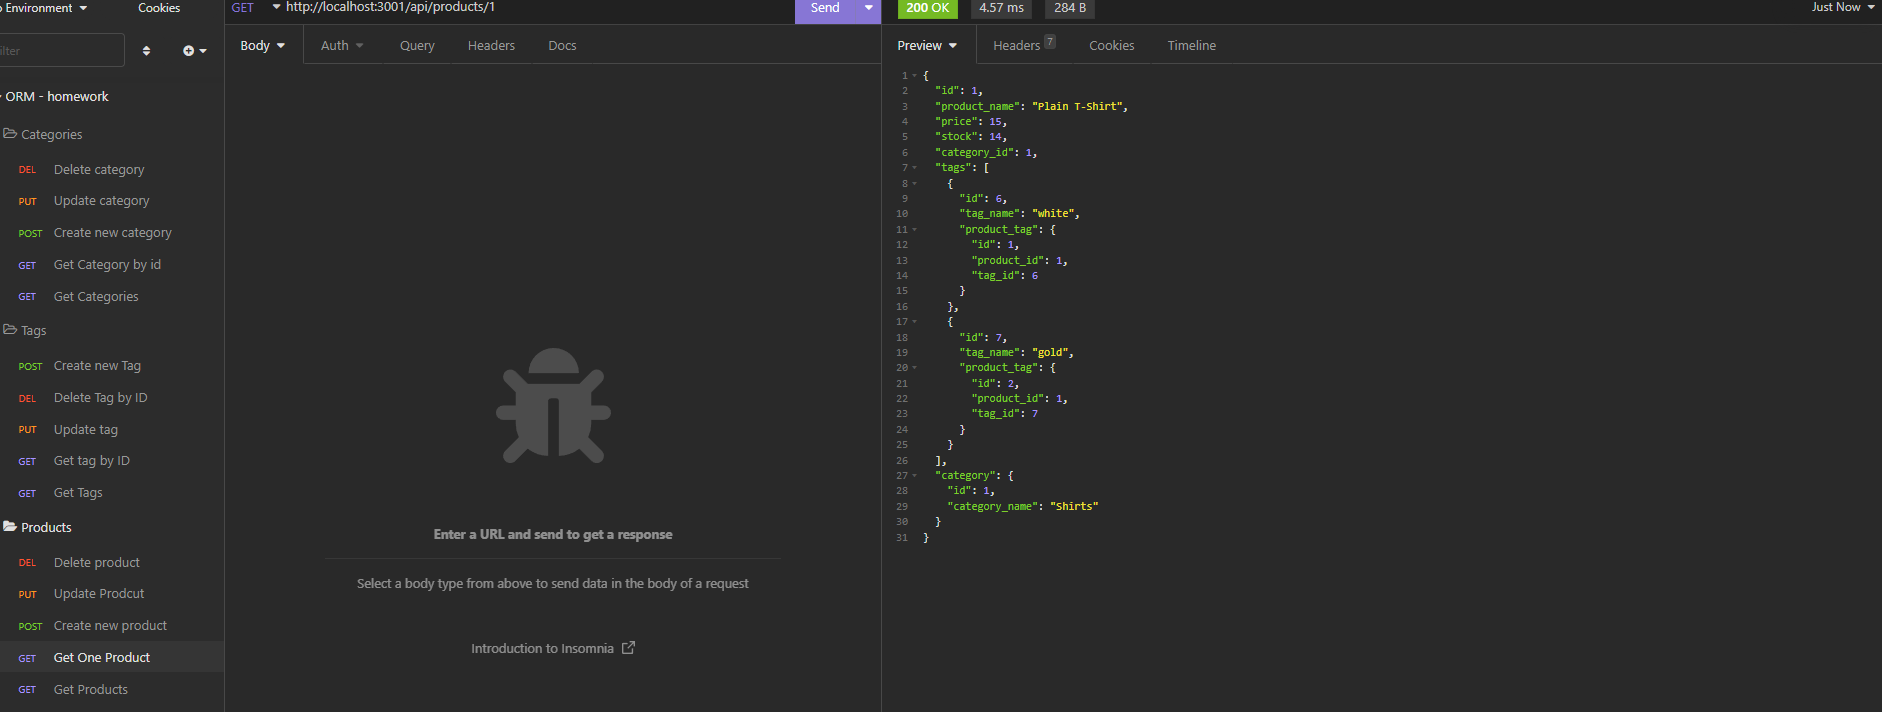 Environment
Cookies
ORM - homework
Categories
DEL Delete category
PUT Update category
POST Create new category
GET Get Category by id
GET Get Categories
Tags
POST Create new Tag
DEL Delete Tag by ID
PUT Update tag
GET Get tag by ID
GET Get Tags
Products
DEL Delete product
PUT Update Prodcut
POST Create new product
GET Get One Product
GET Get Products
GET http://localhost:3001/api/products/1 Send
Body Auth Query Headers Docs
Enter a URL and send to get a response
Select a body type from above to send data in the body of a request
Introduction to Insomnia
200 OK 4.57 ms 284 B Just Now
Preview Headers 7 Cookies Timeline
1 {
2 "id": 1,
3 "product_name": "Plain T-Shirt",
4 "price": 15,
5 "stock": 14,
6 "category_id": 1,
7 "tags": [
8 {
9 "id": 6,
10 "tag_name": "white",
11 "product_tag": {
12 "id": 1,
13 "product_id": 1,
14 "tag_id": 6
15 }
16 },
17 {
18 "id": 7,
19 "tag_name": "gold",
20 "product_tag": {
21 "id": 2,
22 "product_id": 1,
23 "tag_id": 7
24 }
25 }
26 ],
27 "category": {
28 "id": 1,
29 "category_name": "Shirts"
30 }
31 }